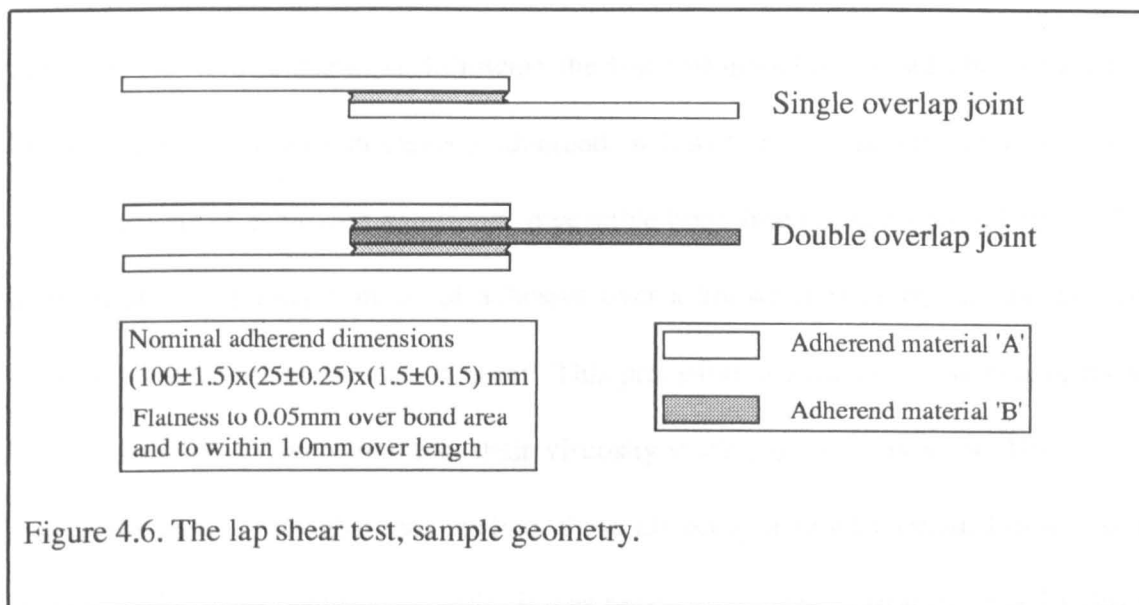 Single overlap joint
Double overlap joint
Nominal adherend dimensions
(100±1.5)x(25±0.25)x(1.5±0.15) mm
Flatness to 0.05mm over bond area
and to within 1.0mm over length
Adherend material 'A'
Adherend material 'B'
Figure 4.6. The lap shear test, sample geometry.